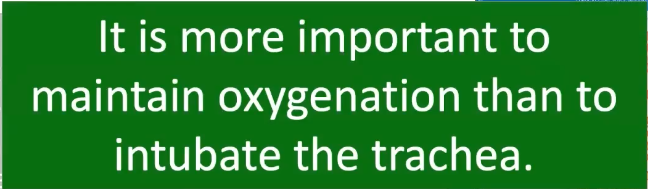 It is more important to
maintain oxygenation than to
intubate the trachea.